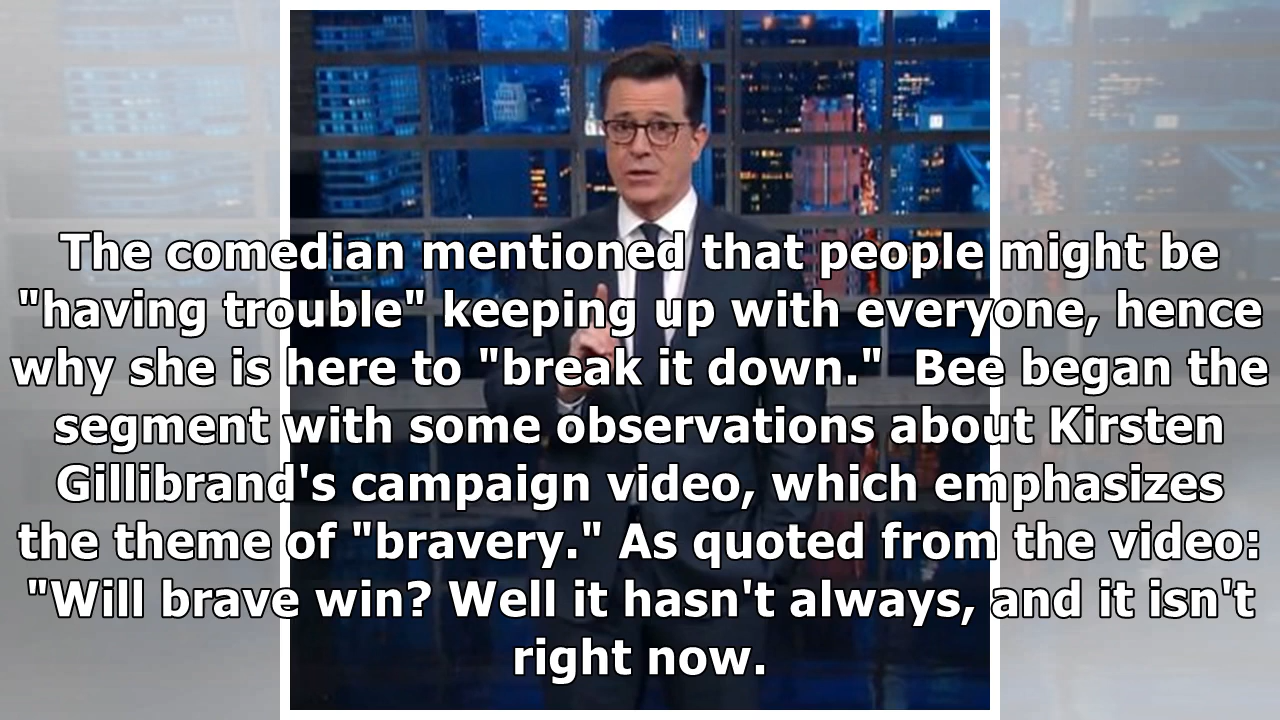 The comedian mentioned that people might be
"having trouble" keeping up with everyone, hence
why she is here to "break it down."  Bee began the
segment with some observations about Kirsten
Gillibrand's campaign video, which emphasizes
the theme of "bravery." As quoted from the video:
"Will brave win? Well it hasn't always, and it isn't
right now.